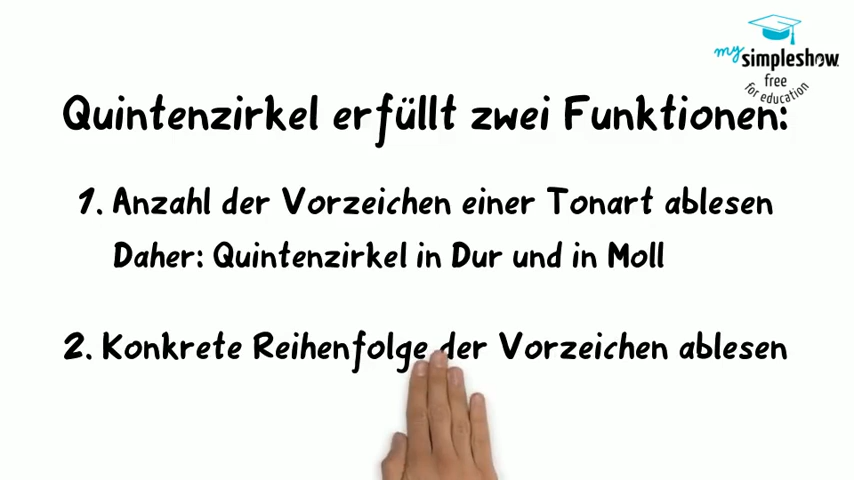 my
simpleshow
free
for education
Quintenzirkel erfüllt zwei Funktionen:
1. Anzahl der Vorzeichen einer Tonart ablesen
Daher: Quintenzirkel in Dur und in Moll
2. Konkrete Reihenfolge der Vorzeichen ablesen